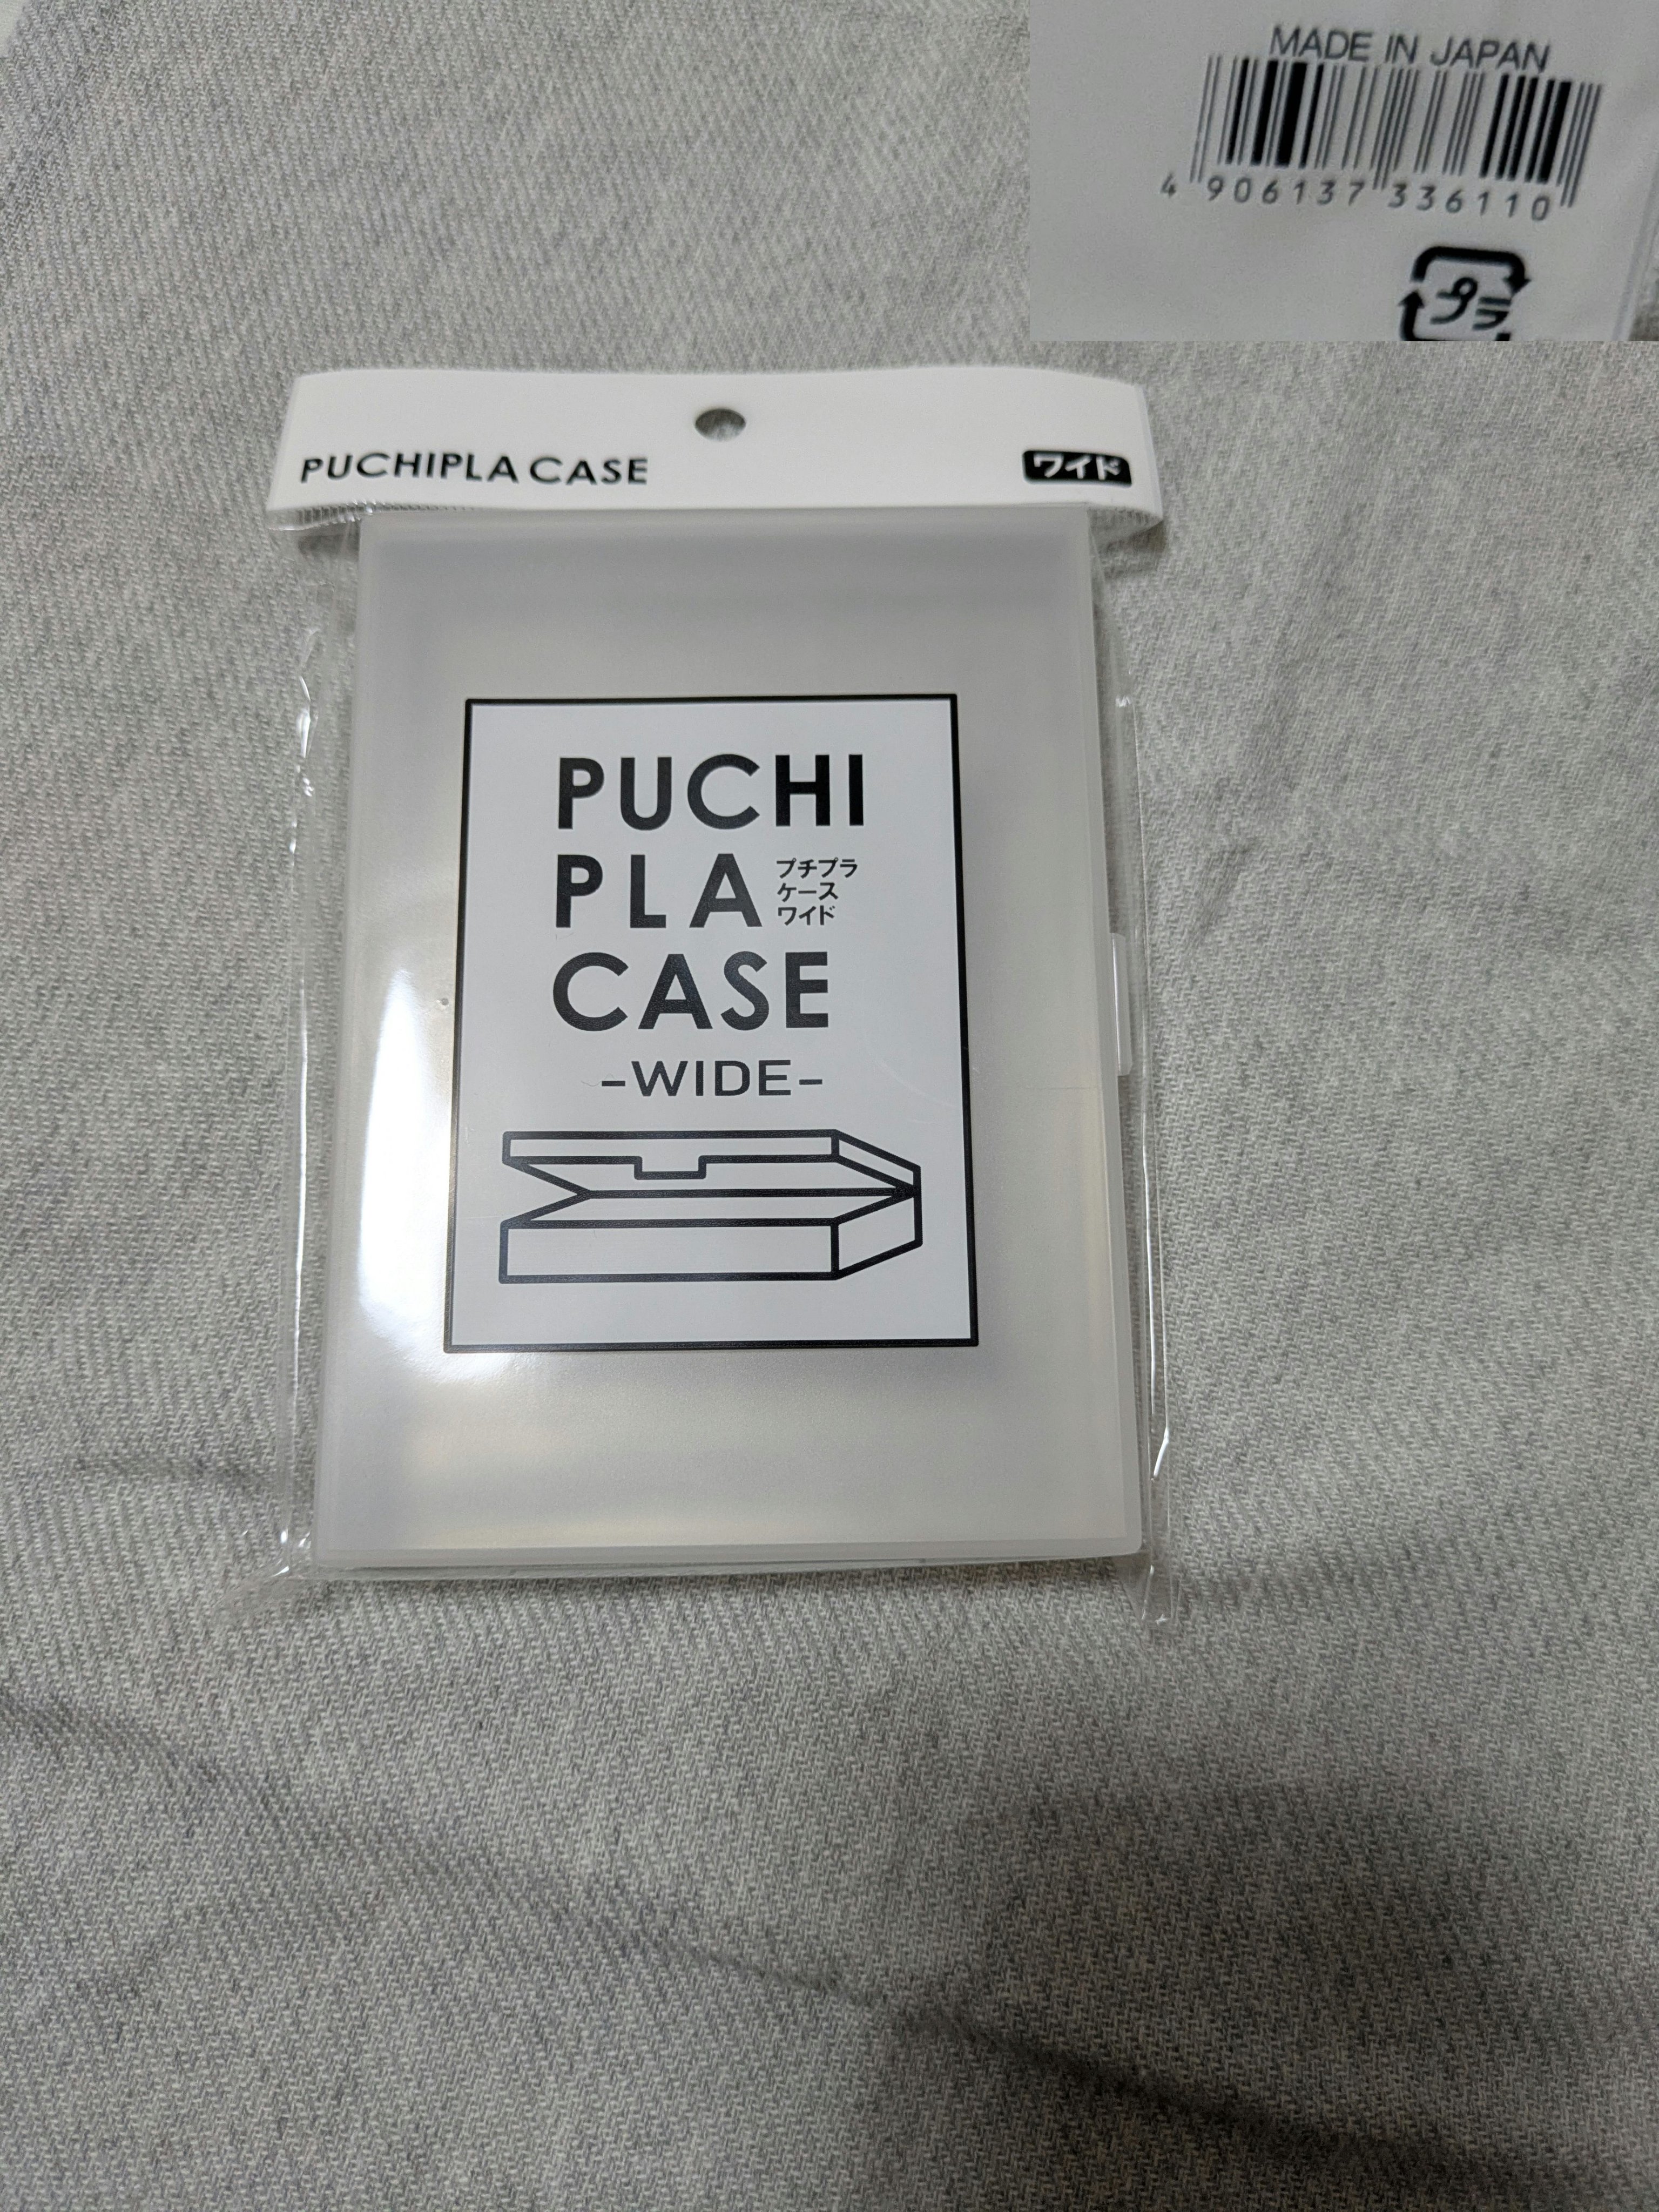 MADE IN JAPAN
4 906137 336110
プラ
PUCHIPLA CASE
ワイド
PUCHI
PLA
プチプラ
ケース
ワイド
CASE
-WIDE-